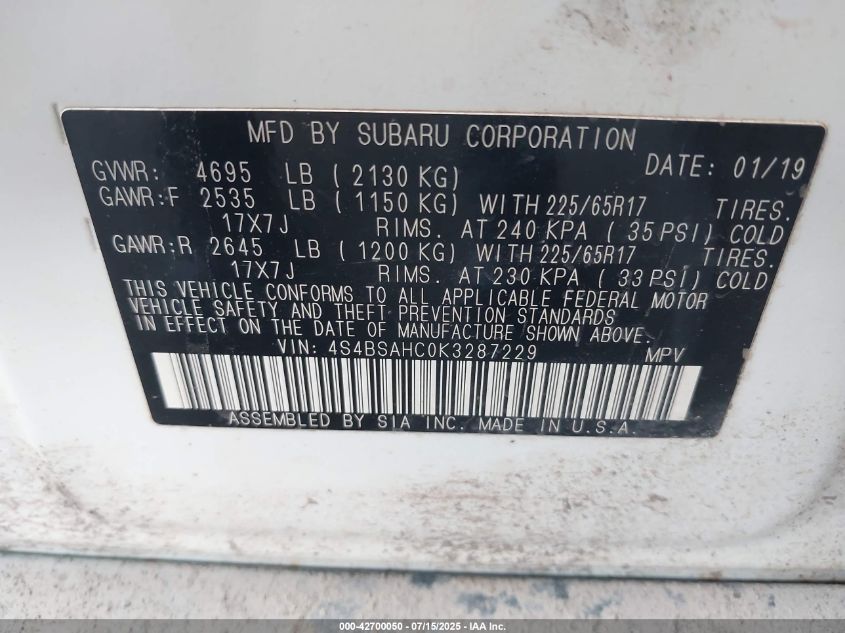 MFD BY SUBARU CORPORATION
GVWR: 4695 LB ( 2130 KG) DATE: 01/19
GAWR:F 2535 LB ( 1150 KG) WITH 225/65R17 TIRES.
17X7J RIMS. AT 240 KPA ( 35 PSI) COLD
GAWR:R 2645 LB ( 1200 KG) WITH 225/65R17 TIRES.
17X7J RIMS. AT 230 KPA ( 33 PSI) COLD
THIS VEHICLE CONFORMS TO ALL APPLICABLE FEDERAL MOTOR
VEHICLE SAFETY AND THEFT PREVENTION STANDARDS
IN EFFECT ON THE DATE OF MANUFACTURE SHOWN ABOVE.
VIN: 4S4BSAHC0K3287229 MPV
ASSEMBLED BY SIA INC. MADE IN U.S.A.
000-42700050 - 07/15/2025 - IAA Inc.